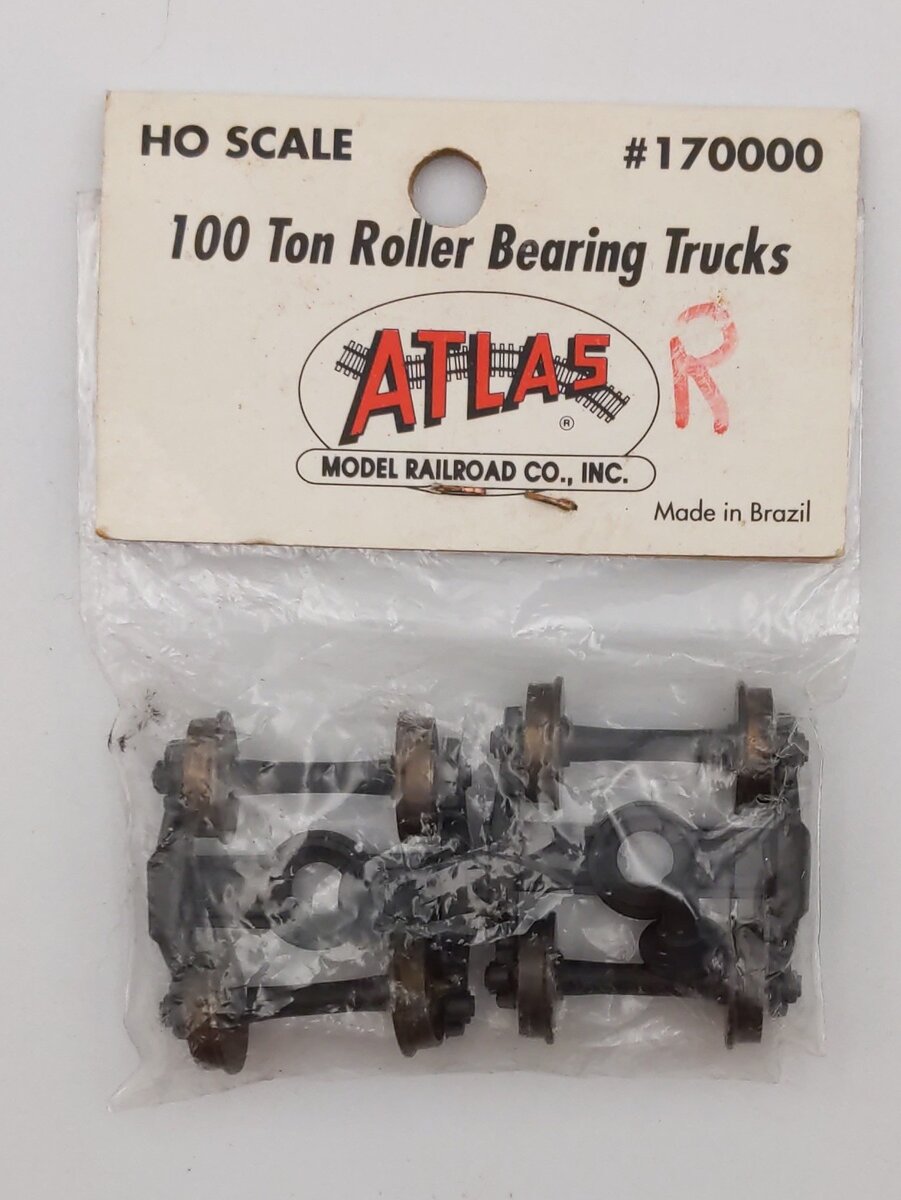 HO SCALE
#170000
100 Ton Roller Bearing Trucks
ATLAS
®
MODEL RAILROAD CO., INC.
R
Made in Brazil